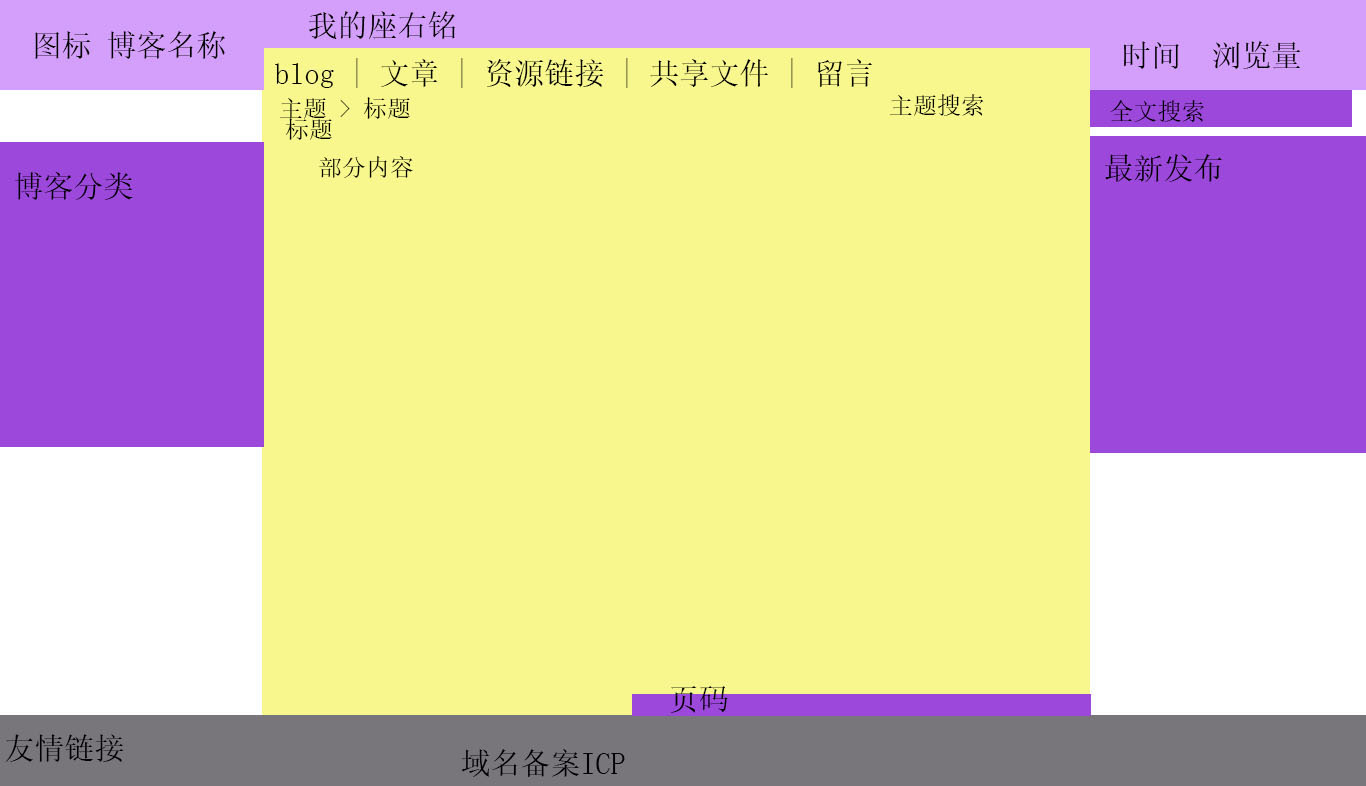 我的座右铭
图标 博客名称
时间 浏览量
blog | 文章 | 资源链接 | 共享文件 | 留言
主题 > 标题
主题搜索
全文搜索
标题
部分内容
最新发布
博客分类
页码
友情链接
域名备案ICP